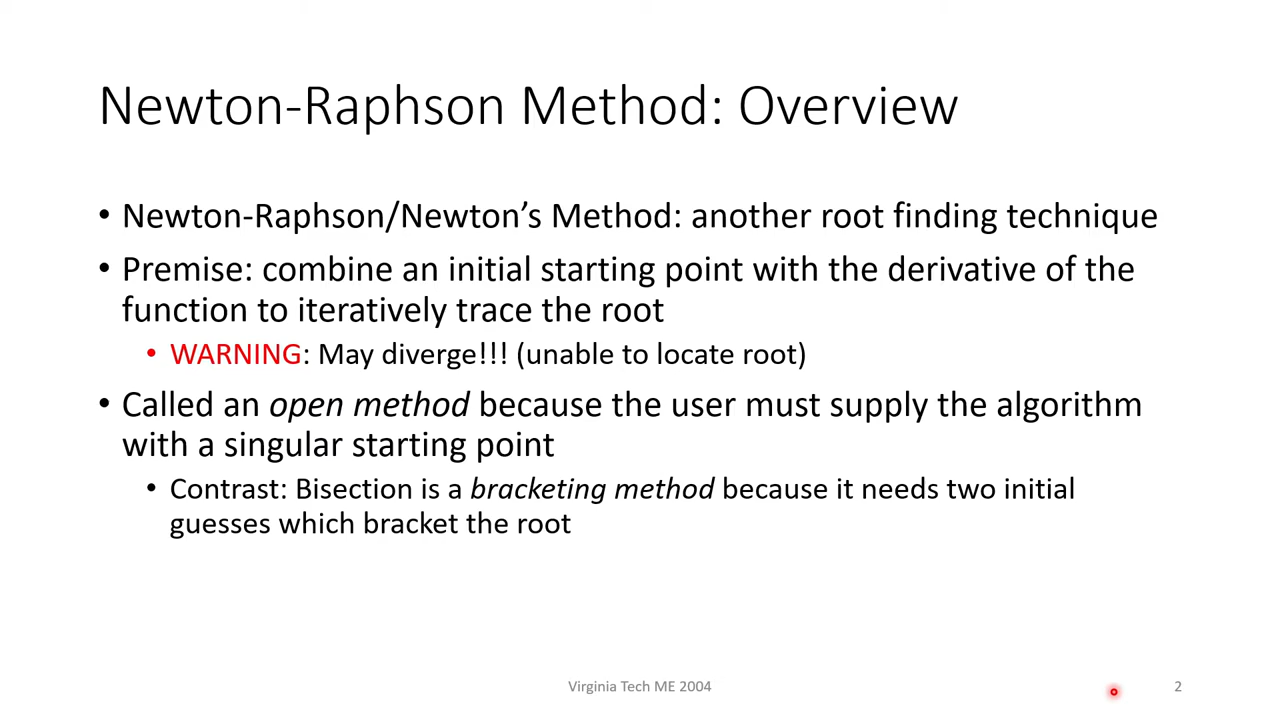 Newton-Raphson Method: Overview
• Newton-Raphson/Newton’s Method: another root finding technique
• Premise: combine an initial starting point with the derivative of the
function to iteratively trace the root
• WARNING: May diverge!!! (unable to locate root)
• Called an open method because the user must supply the algorithm
with a singular starting point
• Contrast: Bisection is a bracketing method because it needs two initial
guesses which bracket the root
Virginia Tech ME 2004
2